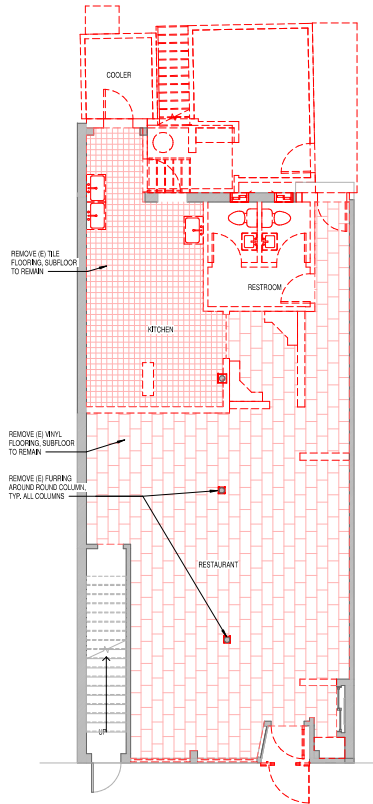 COOLER
REMOVE (E) TILE
FLOORING, SUBFLOOR
TO REMAIN
RESTROOM
KITCHEN
REMOVE (E) VINYL
FLOORING, SUBFLOOR
TO REMAIN
REMOVE (E) FURRING
AROUND ROUND COLUMN,
TYP. ALL COLUMNS
RESTAURANT
UP